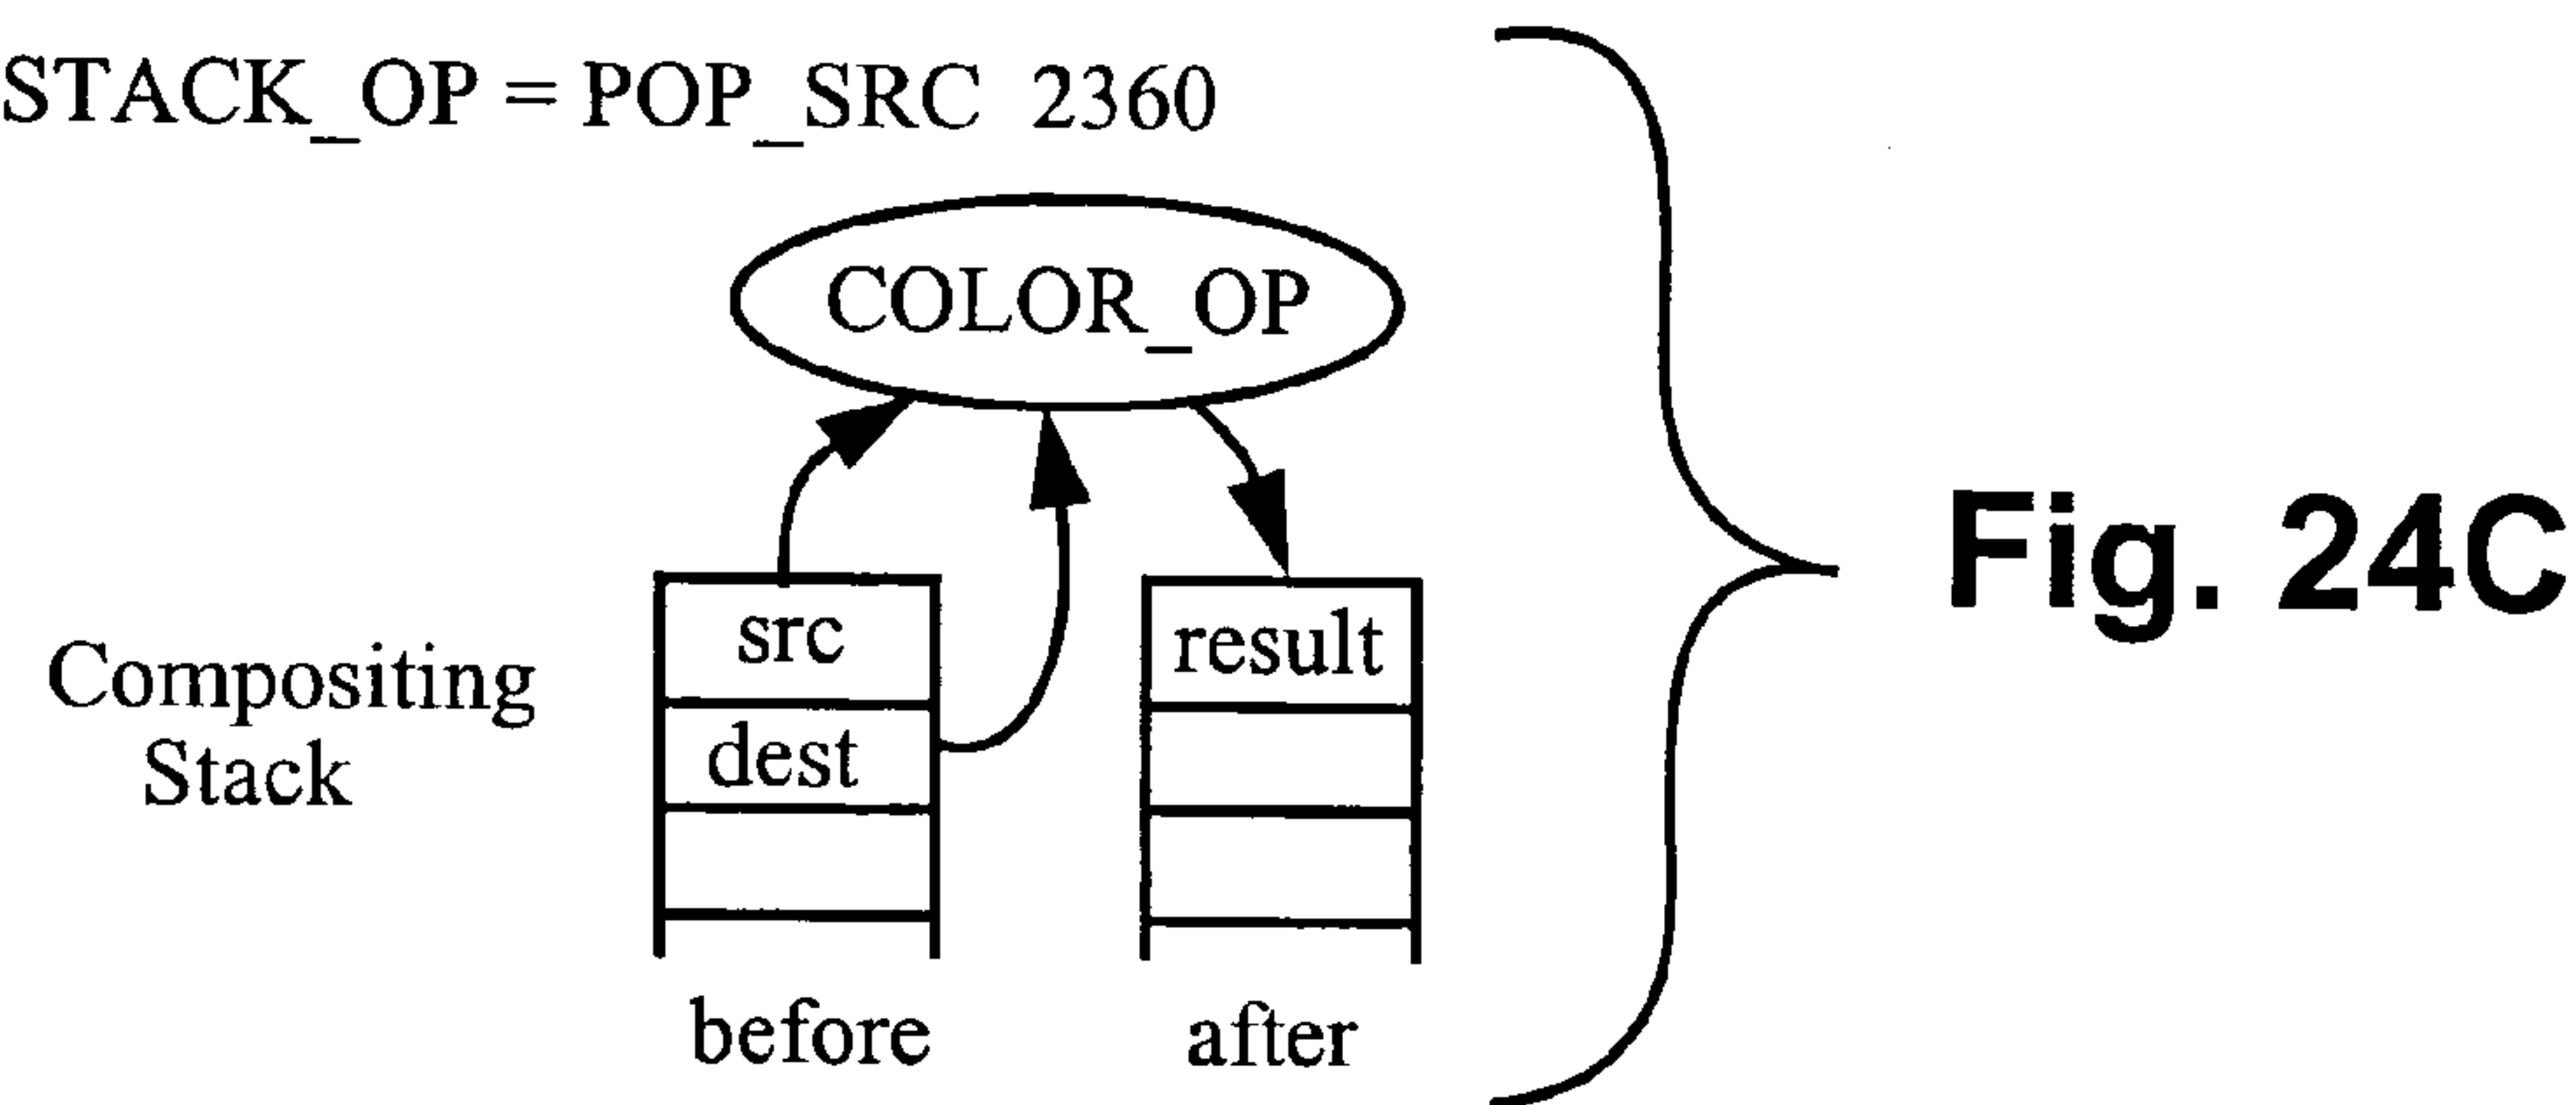 STACK_OP = POP_SRC 2360
COLOR_OP
src
result
dest
Compositing
Stack
before
after
Fig. 24C